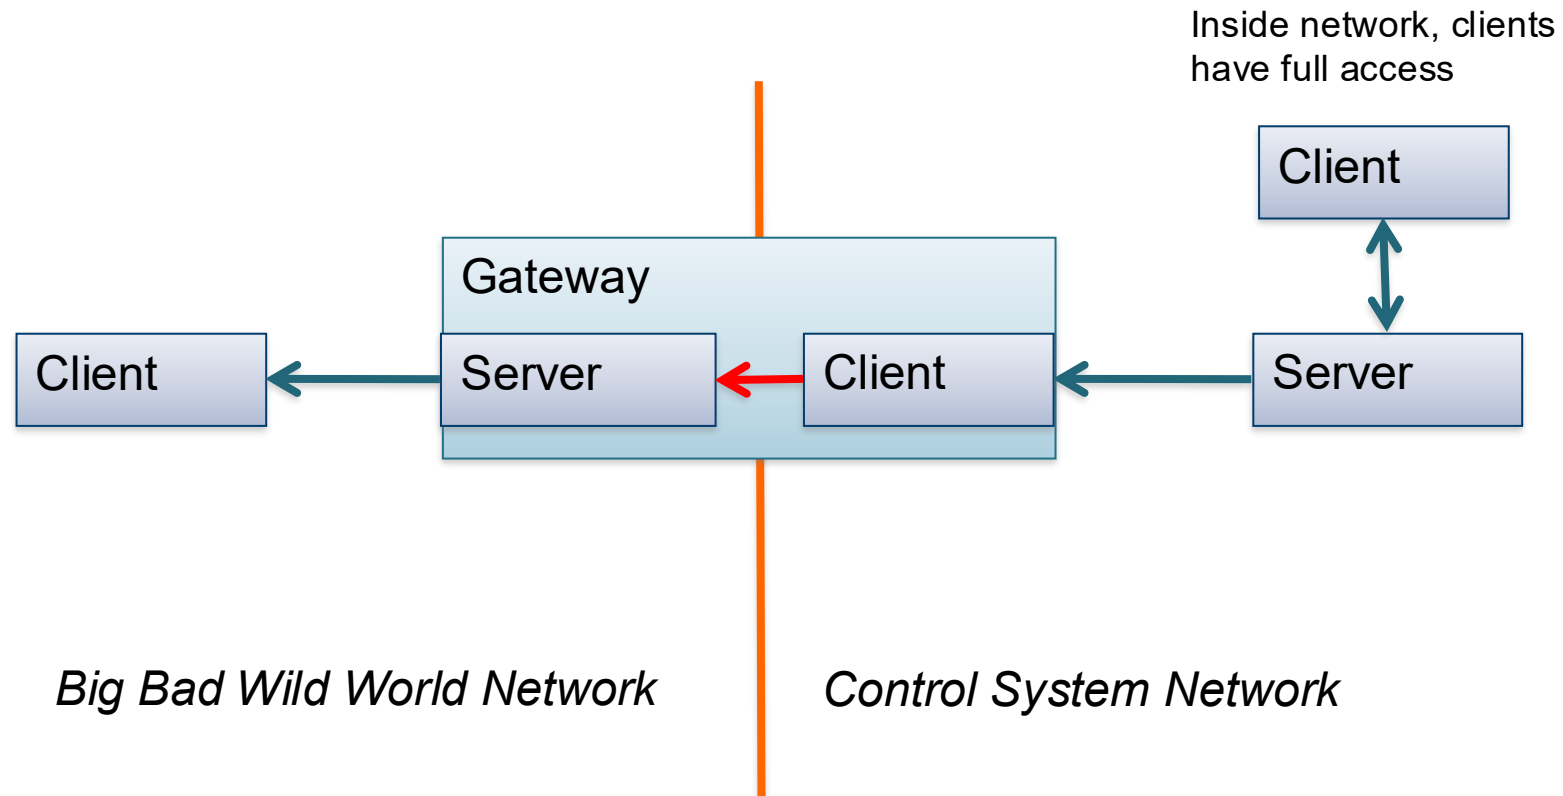 Inside network, clients
have full access
Client
Gateway
Client
Server
Client
Server
Big Bad Wild World Network
Control System Network